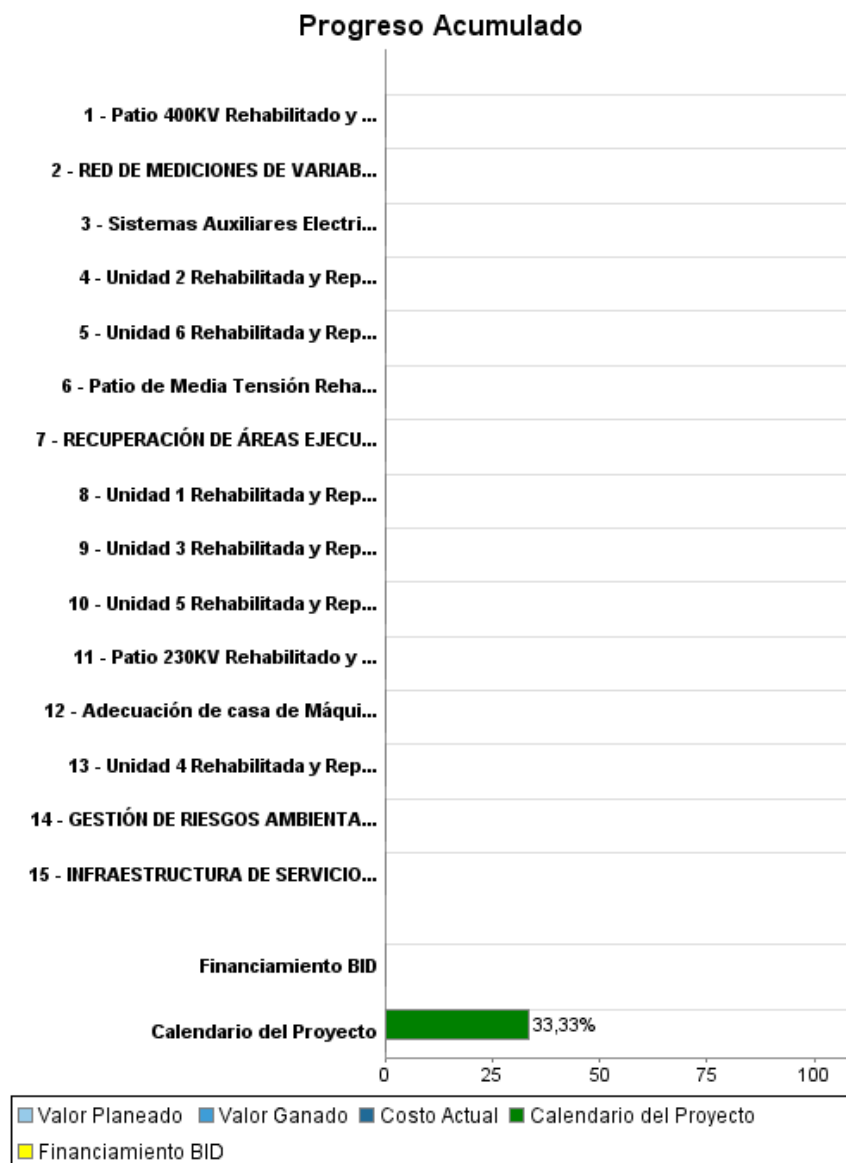 Progreso Acumulado
1 - Patio 400KV Rehabilitado y ...
2 - RED DE MEDICIONES DE VARIAB...
3 - Sistemas Auxiliares Electri...
4 - Unidad 2 Rehabilitada y Rep...
5 - Unidad 6 Rehabilitada y Rep...
6 - Patio de Media Tensión Reha...
7 - RECUPERACIÓN DE ÁREAS EJECU...
8 - Unidad 1 Rehabilitada y Rep...
9 - Unidad 3 Rehabilitada y Rep...
10 - Unidad 5 Rehabilitada y Rep...
11 - Patio 230KV Rehabilitado y ...
12 - Adecuación de casa de Máqui...
13 - Unidad 4 Rehabilitada y Rep...
14 - GESTIÓN DE RIESGOS AMBIENTA...
15 - INFRAESTRUCTURA DE SERVICIO...
Financiamiento BID
Calendario del Proyecto 33,33%
0 25 50 75 100
Valor Planeado Valor Ganado Costo Actual Calendario del Proyecto
Financiamiento BID